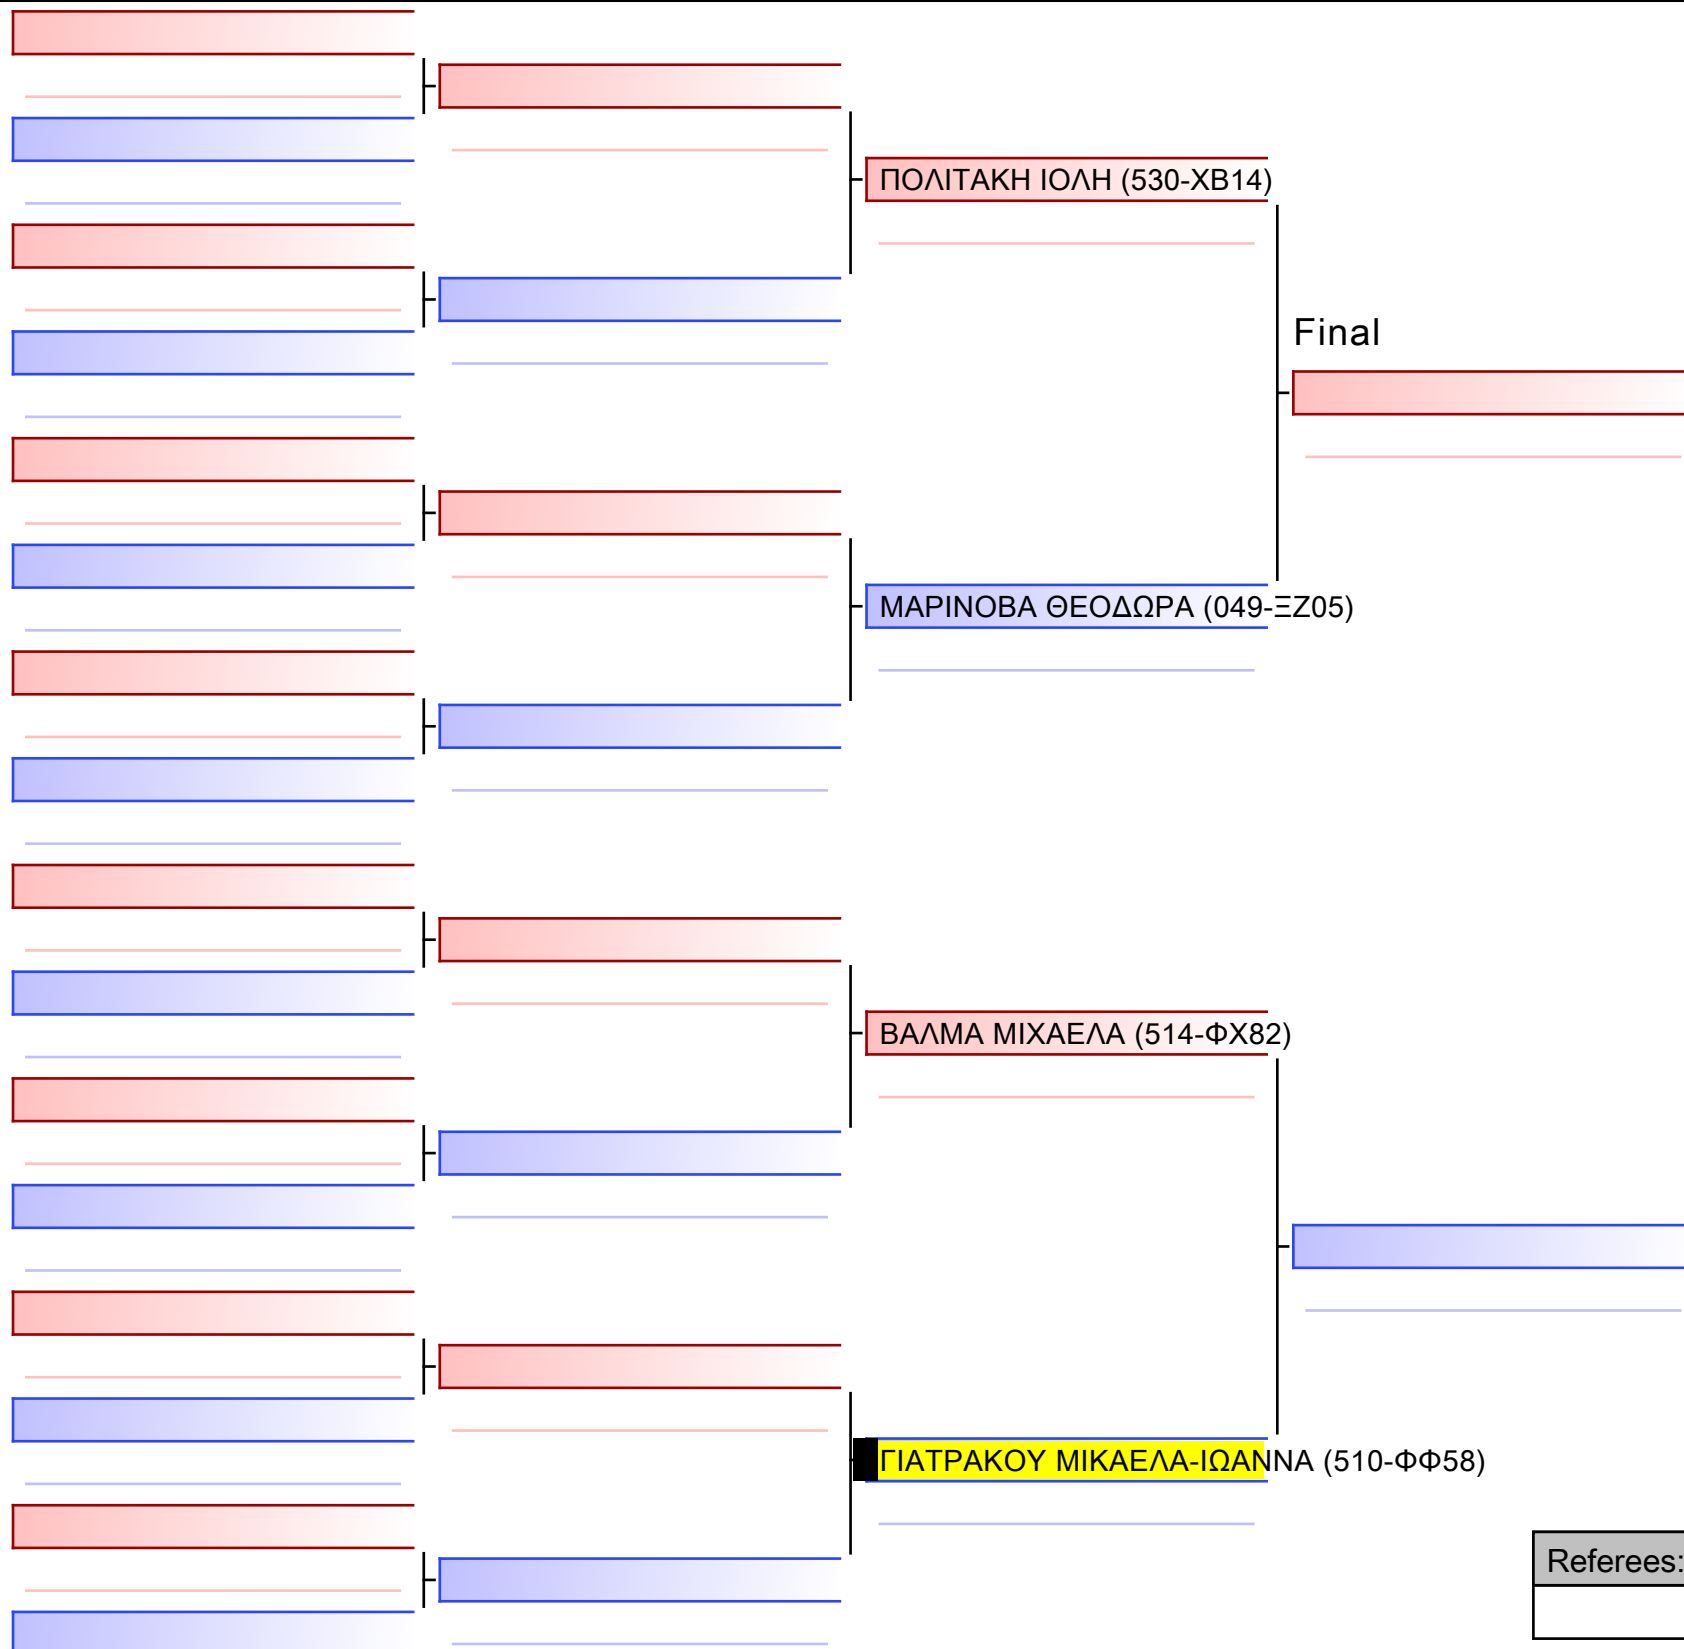 ΠΟΛΙΤΑΚΗ ΙΟΛΗ (530-ΧΒ14)
Final
ΜΑΡΙΝΟΒΑ ΘΕΟΔΩΡΑ (049-ΞΖ05)
ΒΑΛΜΑ ΜΙΧΑΕΛΑ (514-ΦΧ82)
ΓΙΑΤΡΑΚΟΥ ΜΙΚΑΕΛΑ-ΙΩΑΝΝΑ (510-ΦΦ58)
Referees: